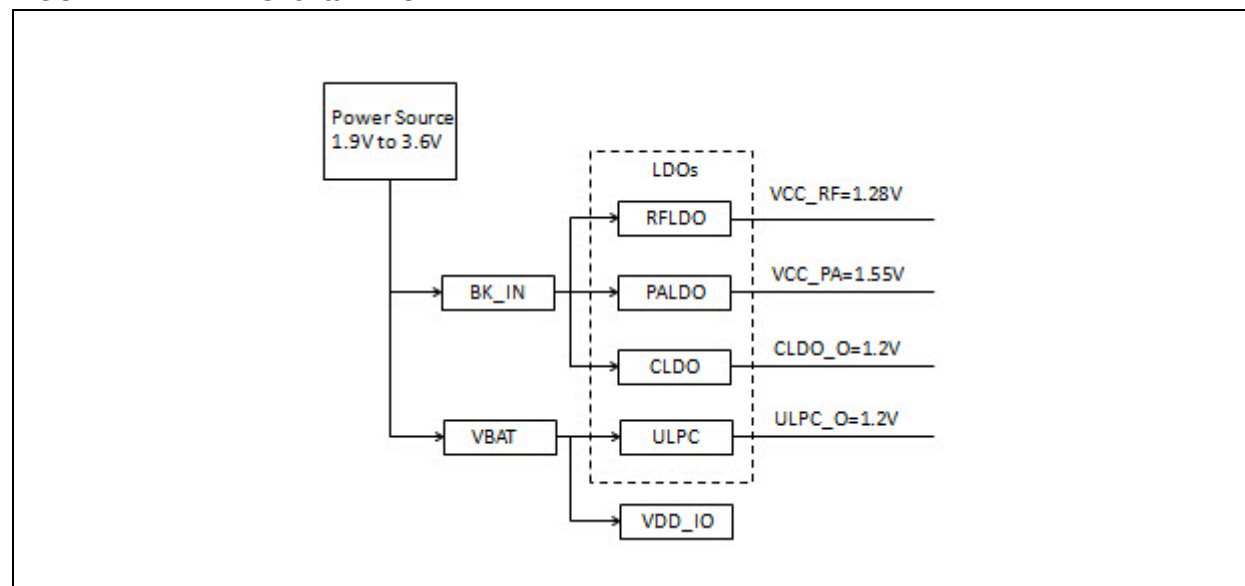 Power Source
1.9V to 3.6V
LDOs
RFLDO
VCC_RF=1.28V
BK_IN
PALDO
VCC_PA=1.55V
CLDO
CLDO_O=1.2V
VBAT
ULPC
ULPC_O=1.2V
VDD_IO